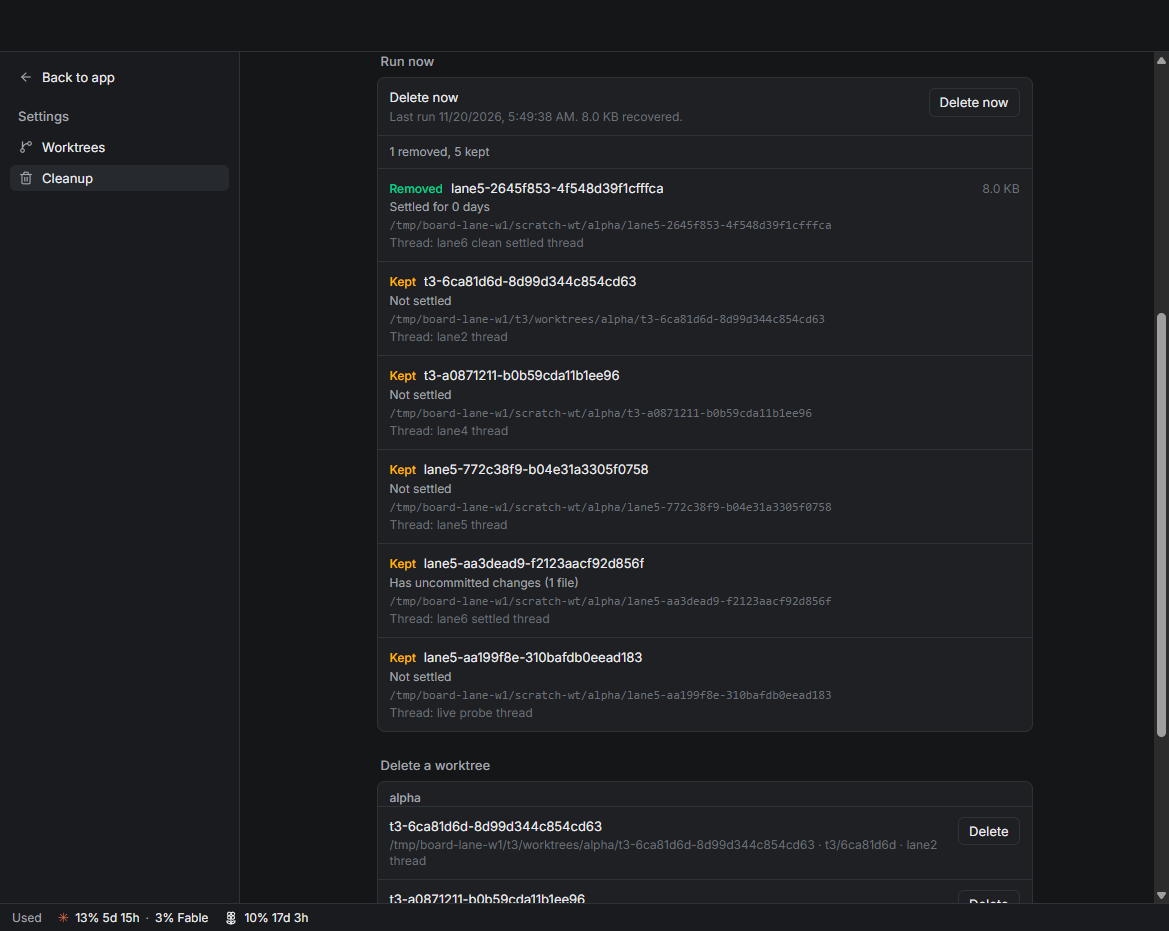 Back to app
Settings
Worktrees
Cleanup
Run now
Delete now
Last run 11/20/2026, 5:49:38 AM. 8.0 KB recovered.
Delete now
1 removed, 5 kept
Removed lane5-2645f853-4f548d39f1cfffca 8.0 KB
Settled for 0 days
/tmp/board-lane-w1/scratch-wt/alpha/lane5-2645f853-4f548d39f1cfffca
Thread: lane6 clean settled thread
Kept t3-6ca81d6d-8d99d344c854cd63
Not settled
/tmp/board-lane-w1/t3/worktrees/alpha/t3-6ca81d6d-8d99d344c854cd63
Thread: lane2 thread
Kept t3-a0871211-b0b59cda11b1ee96
Not settled
/tmp/board-lane-w1/scratch-wt/alpha/t3-a0871211-b0b59cda11b1ee96
Thread: lane4 thread
Kept lane5-772c38f9-b04e31a3305f0758
Not settled
/tmp/board-lane-w1/scratch-wt/alpha/lane5-772c38f9-b04e31a3305f0758
Thread: lane5 thread
Kept lane5-aa3dead9-f2123aacf92d856f
Has uncommitted changes (1 file)
/tmp/board-lane-w1/scratch-wt/alpha/lane5-aa3dead9-f2123aacf92d856f
Thread: lane6 settled thread
Kept lane5-aa199f8e-310bafdb0eead183
Not settled
/tmp/board-lane-w1/scratch-wt/alpha/lane5-aa199f8e-310bafdb0eead183
Thread: live probe thread
Delete a worktree
alpha
t3-6ca81d6d-8d99d344c854cd63
/tmp/board-lane-w1/t3/worktrees/alpha/t3-6ca81d6d-8d99d344c854cd63 · t3/6ca81d6d · lane2
thread
Delete
t3-a0871211-b0b59cda11b1ee96
Delete
Used 13% 5d 15h · 3% Fable 10% 17d 3h